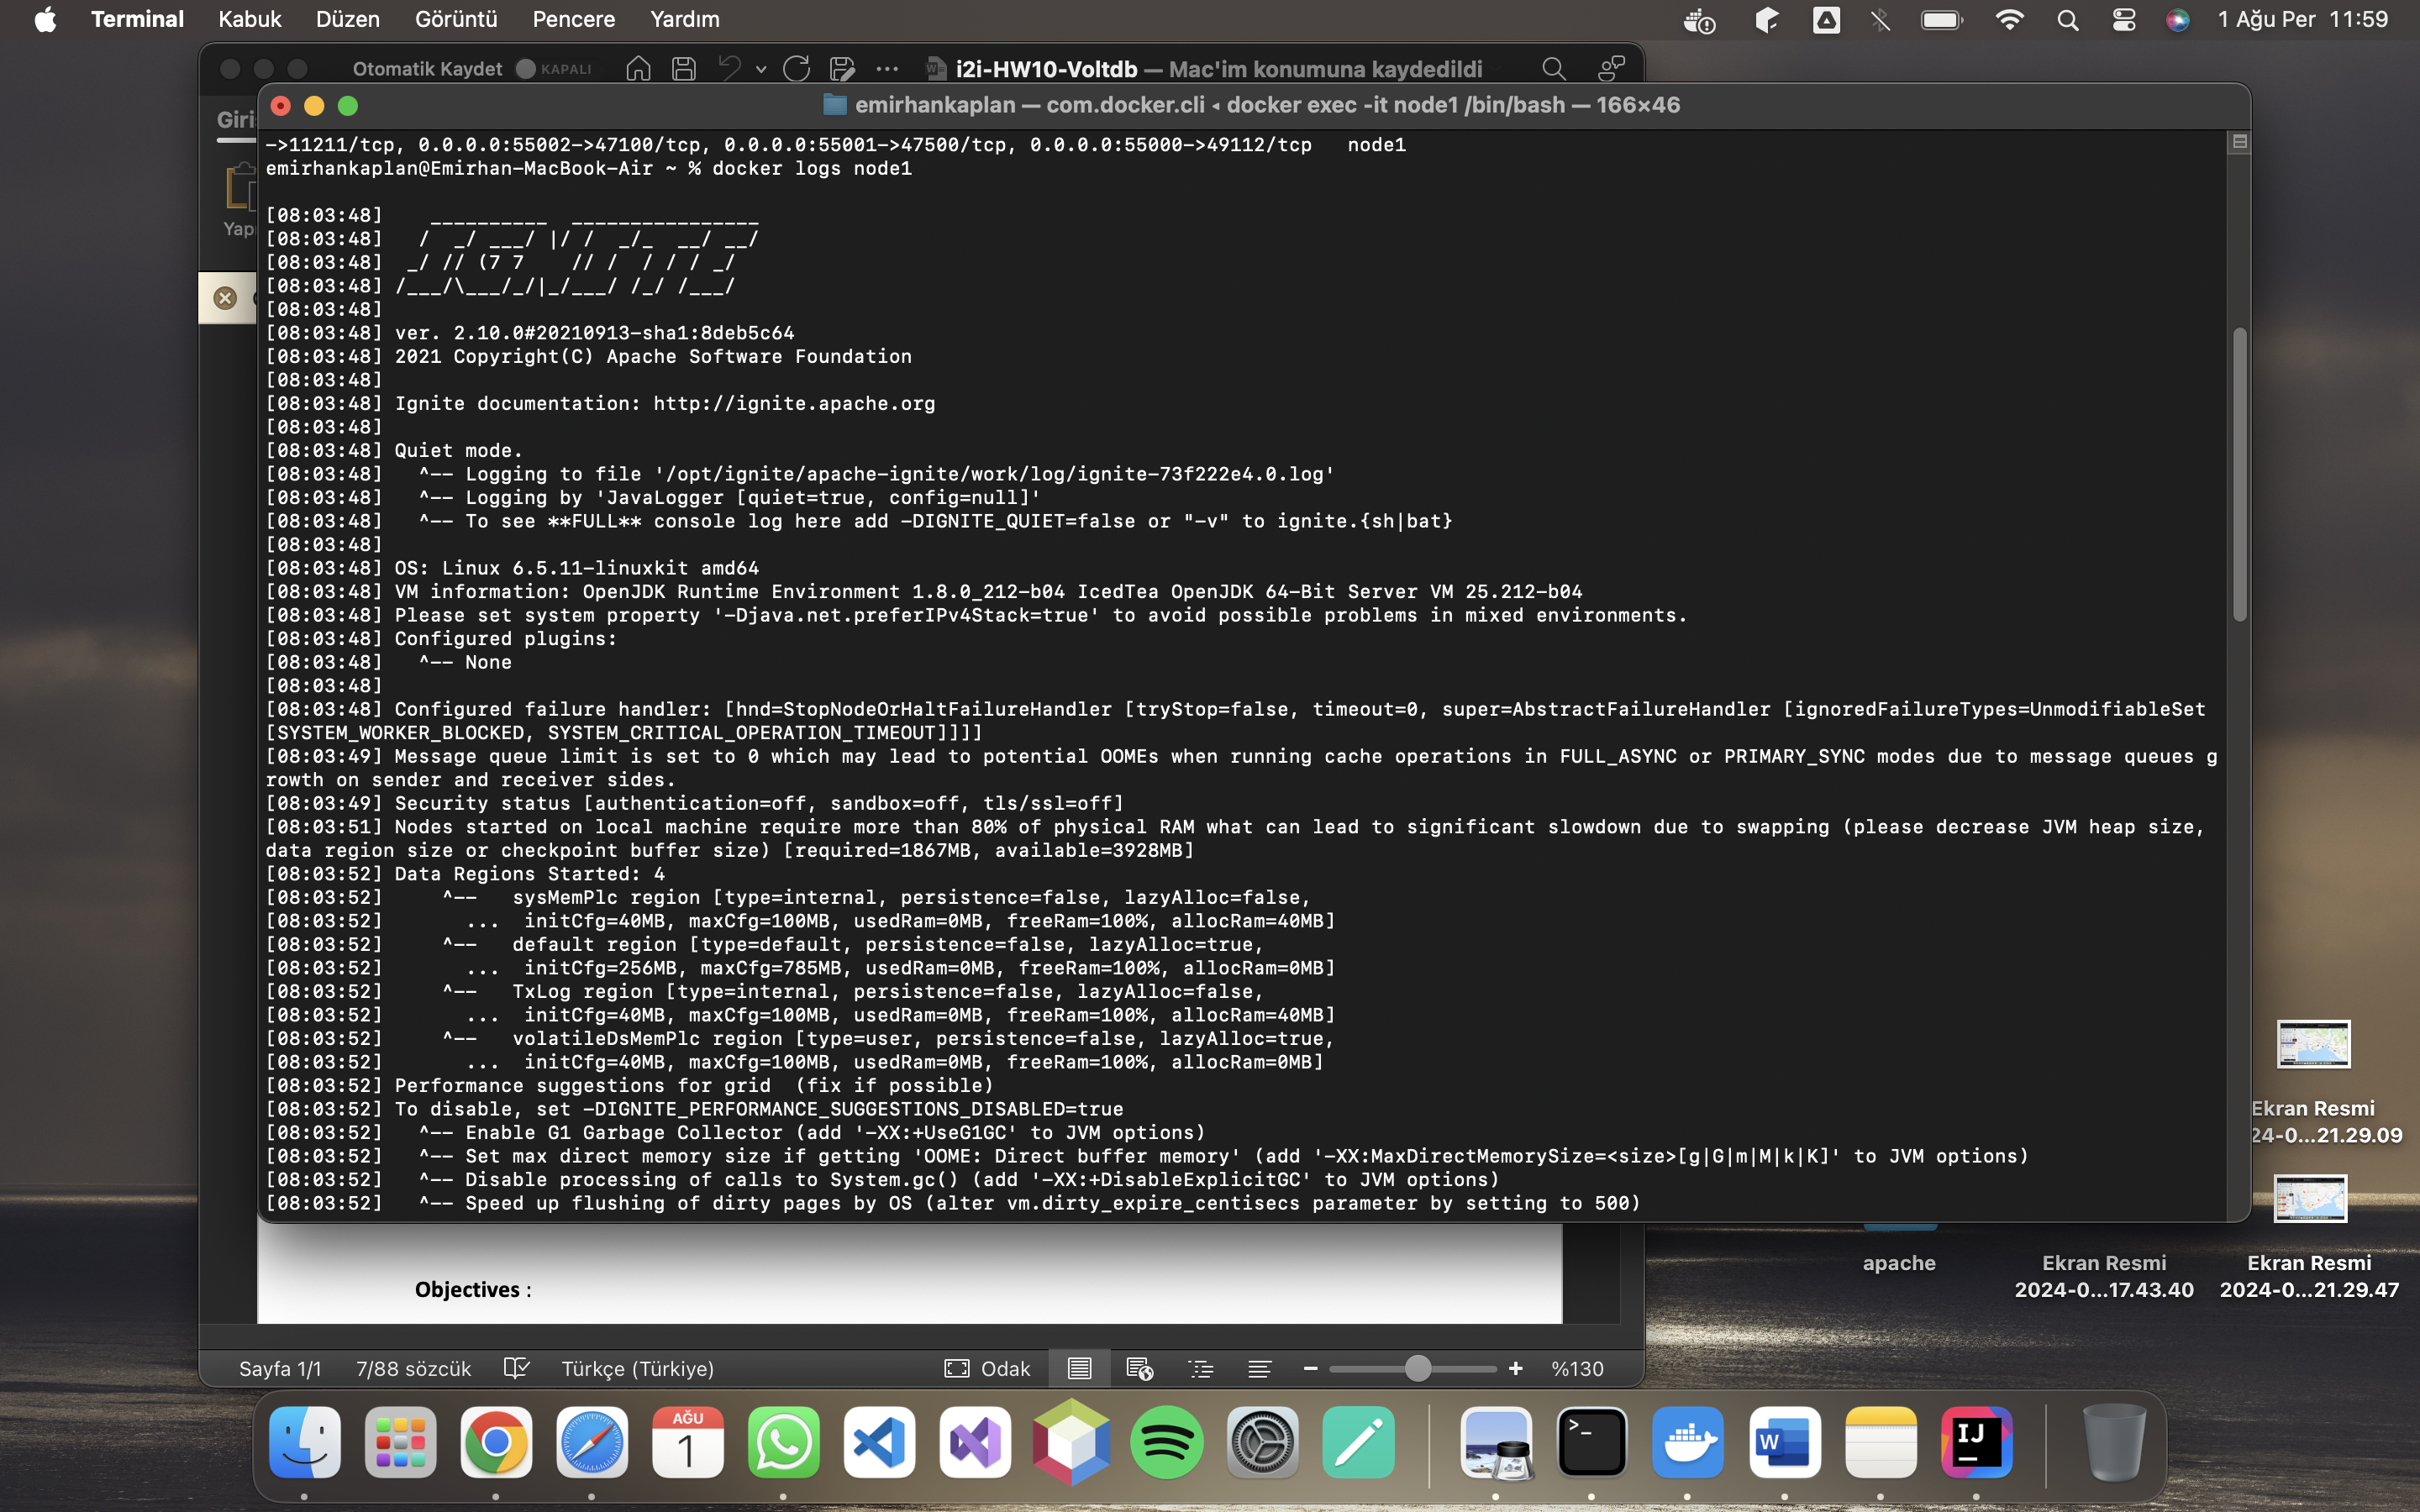 Terminal Kabuk Düzen Görüntü Pencere Yardım 1 Ağu Per 11:59
Otomatik Kaydet KAPALI i2i-HW10-Voltdb — Mac'im konumuna kaydedildi
emirhankaplan — com.docker.cli ◂ docker exec -it node1 /bin/bash — 166×46
->11211/tcp, 0.0.0.0:55002->47100/tcp, 0.0.0.0:55001->47500/tcp, 0.0.0.0:55000->49112/tcp   node1
emirhankaplan@Emirhan-MacBook-Air ~ % docker logs node1
[08:03:48]    __________  ________________
[08:03:48]   /  _/ ___/ |/ /  _/_  __/ __/
[08:03:48]  _/ // (7 7    // /  / / / _/
[08:03:48] /___/\___/_/|_/___/ /_/ /___/
[08:03:48]
[08:03:48] ver. 2.10.0#20210913-sha1:8deb5c64
[08:03:48] 2021 Copyright(C) Apache Software Foundation
[08:03:48]
[08:03:48] Ignite documentation: http://ignite.apache.org
[08:03:48]
[08:03:48] Quiet mode.
[08:03:48]   ^-- Logging to file '/opt/ignite/apache-ignite/work/log/ignite-73f222e4.0.log'
[08:03:48]   ^-- Logging by 'JavaLogger [quiet=true, config=null]'
[08:03:48]   ^-- To see **FULL** console log here add -DIGNITE_QUIET=false or "-v" to ignite.{sh|bat}
[08:03:48]
[08:03:48] OS: Linux 6.5.11-linuxkit amd64
[08:03:48] VM information: OpenJDK Runtime Environment 1.8.0_212-b04 IcedTea OpenJDK 64-Bit Server VM 25.212-b04
[08:03:48] Please set system property '-Djava.net.preferIPv4Stack=true' to avoid possible problems in mixed environments.
[08:03:48] Configured plugins:
[08:03:48]   ^-- None
[08:03:48]
[08:03:48] Configured failure handler: [hnd=StopNodeOrHaltFailureHandler [tryStop=false, timeout=0, super=AbstractFailureHandler [ignoredFailureTypes=UnmodifiableSet
[SYSTEM_WORKER_BLOCKED, SYSTEM_CRITICAL_OPERATION_TIMEOUT]]]]
[08:03:49] Message queue limit is set to 0 which may lead to potential OOMEs when running cache operations in FULL_ASYNC or PRIMARY_SYNC modes due to message queues g
rowth on sender and receiver sides.
[08:03:49] Security status [authentication=off, sandbox=off, tls/ssl=off]
[08:03:51] Nodes started on local machine require more than 80% of physical RAM what can lead to significant slowdown due to swapping (please decrease JVM heap size,
data region size or checkpoint buffer size) [required=1867MB, available=3928MB]
[08:03:52] Data Regions Started: 4
[08:03:52]     ^--   sysMemPlc region [type=internal, persistence=false, lazyAlloc=false,
[08:03:52]       ...  initCfg=40MB, maxCfg=100MB, usedRam=0MB, freeRam=100%, allocRam=40MB]
[08:03:52]     ^--   default region [type=default, persistence=false, lazyAlloc=true,
[08:03:52]       ...  initCfg=256MB, maxCfg=785MB, usedRam=0MB, freeRam=100%, allocRam=0MB]
[08:03:52]     ^--   TxLog region [type=internal, persistence=false, lazyAlloc=false,
[08:03:52]       ...  initCfg=40MB, maxCfg=100MB, usedRam=0MB, freeRam=100%, allocRam=40MB]
[08:03:52]     ^--   volatileDsMemPlc region [type=user, persistence=false, lazyAlloc=true,
[08:03:52]       ...  initCfg=40MB, maxCfg=100MB, usedRam=0MB, freeRam=100%, allocRam=0MB]
[08:03:52] Performance suggestions for grid  (fix if possible)
[08:03:52] To disable, set -DIGNITE_PERFORMANCE_SUGGESTIONS_DISABLED=true
[08:03:52]   ^-- Enable G1 Garbage Collector (add '-XX:+UseG1GC' to JVM options)
[08:03:52]   ^-- Set max direct memory size if getting 'OOME: Direct buffer memory' (add '-XX:MaxDirectMemorySize=<size>[g|G|m|M|k|K]' to JVM options)
[08:03:52]   ^-- Disable processing of calls to System.gc() (add '-XX:+DisableExplicitGC' to JVM options)
[08:03:52]   ^-- Speed up flushing of dirty pages by OS (alter vm.dirty_expire_centisecs parameter by setting to 500)
Ekran Resmi
24-0...21.29.09
apache
Ekran Resmi
2024-0...17.43.40
Ekran Resmi
2024-0...21.29.47
Objectives :
Sayfa 1/1 7/88 sözcük Türkçe (Türkiye) Odak %130
AĞU
1